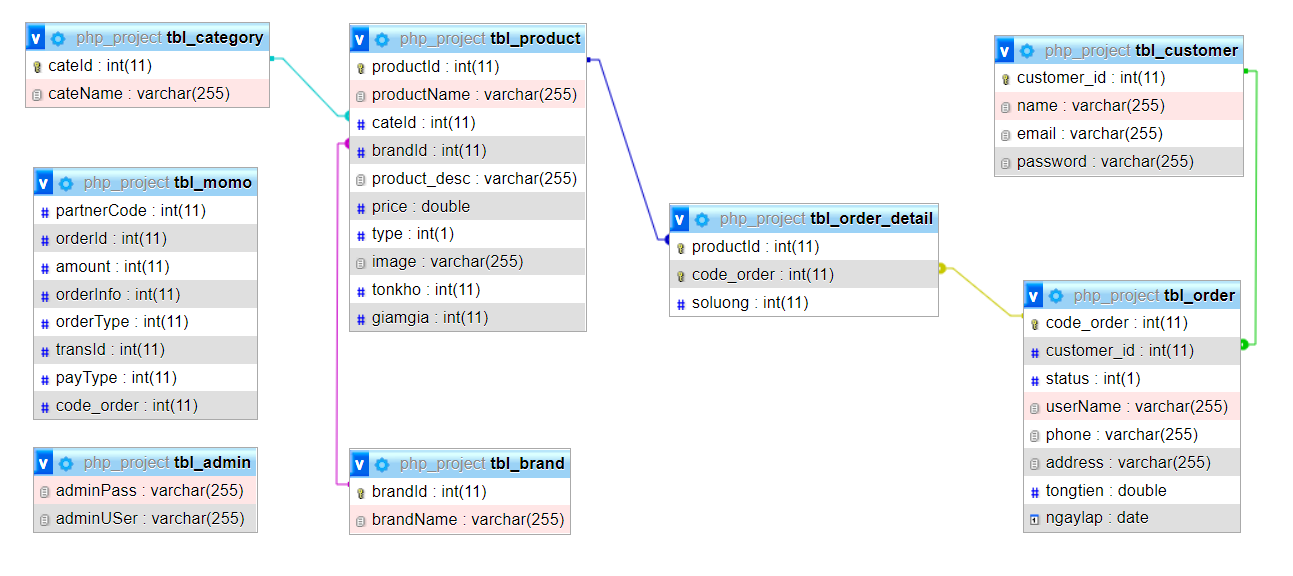 php_project tbl_category
cateId : int(11)
cateName : varchar(255)
php_project tbl_momo
partnerCode : int(11)
orderId : int(11)
amount : int(11)
orderInfo : int(11)
orderType : int(11)
transId : int(11)
payType : int(11)
code_order : int(11)
php_project tbl_admin
adminPass : varchar(255)
adminUSer : varchar(255)
php_project tbl_product
productId : int(11)
productName : varchar(255)
cateId : int(11)
brandId : int(11)
product_desc : varchar(255)
price : double
type : int(1)
image : varchar(255)
tonkho : int(11)
giamgia : int(11)
php_project tbl_brand
brandId : int(11)
brandName : varchar(255)
php_project tbl_order_detail
productId : int(11)
code_order : int(11)
soluong : int(11)
php_project tbl_customer
customer_id : int(11)
name : varchar(255)
email : varchar(255)
password : varchar(255)
php_project tbl_order
code_order : int(11)
customer_id : int(11)
status : int(1)
userName : varchar(255)
phone : varchar(255)
address : varchar(255)
tongtien : double
ngaylap : date